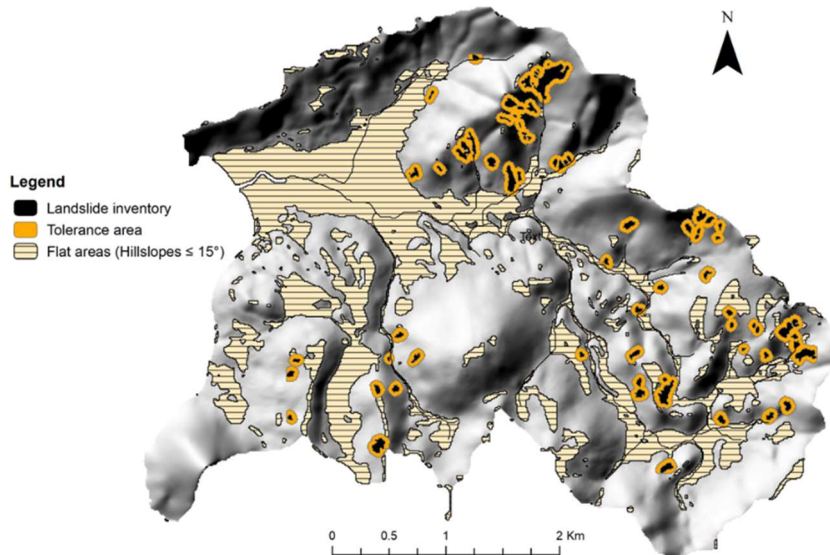 N
Legend
Landslide inventory
Tolerance area
Flat areas (Hillslopes ≤ 15°)
0 0.5 1 2 Km